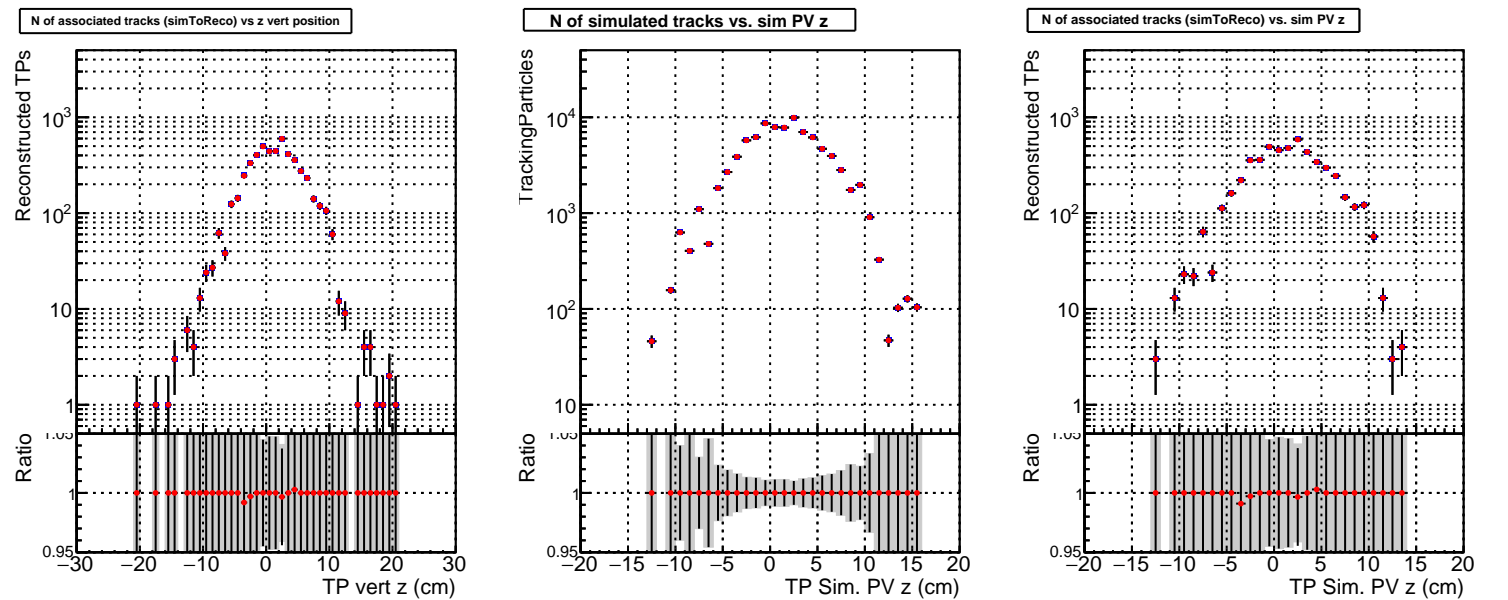 N of associated tracks (simToReco) vs z vert position
Reconstructed TPs
10³
10²
10
1
Ratio
1.05
1
0.95
−30 −20 −10 0 10 20 30
TP vert z (cm)
N of simulated tracks vs. sim PV z
TrackingParticles
10⁴
10³
10²
10
Ratio
1.05
1
0.95
−20 −15 −10 −5 0 5 10 15 20
TP Sim. PV z (cm)
N of associated tracks (simToReco) vs. sim PV z
Reconstructed TPs
10³
10²
10
1
Ratio
1.05
1
0.95
−20 −15 −10 −5 0 5 10 15 20
TP Sim. PV z (cm)